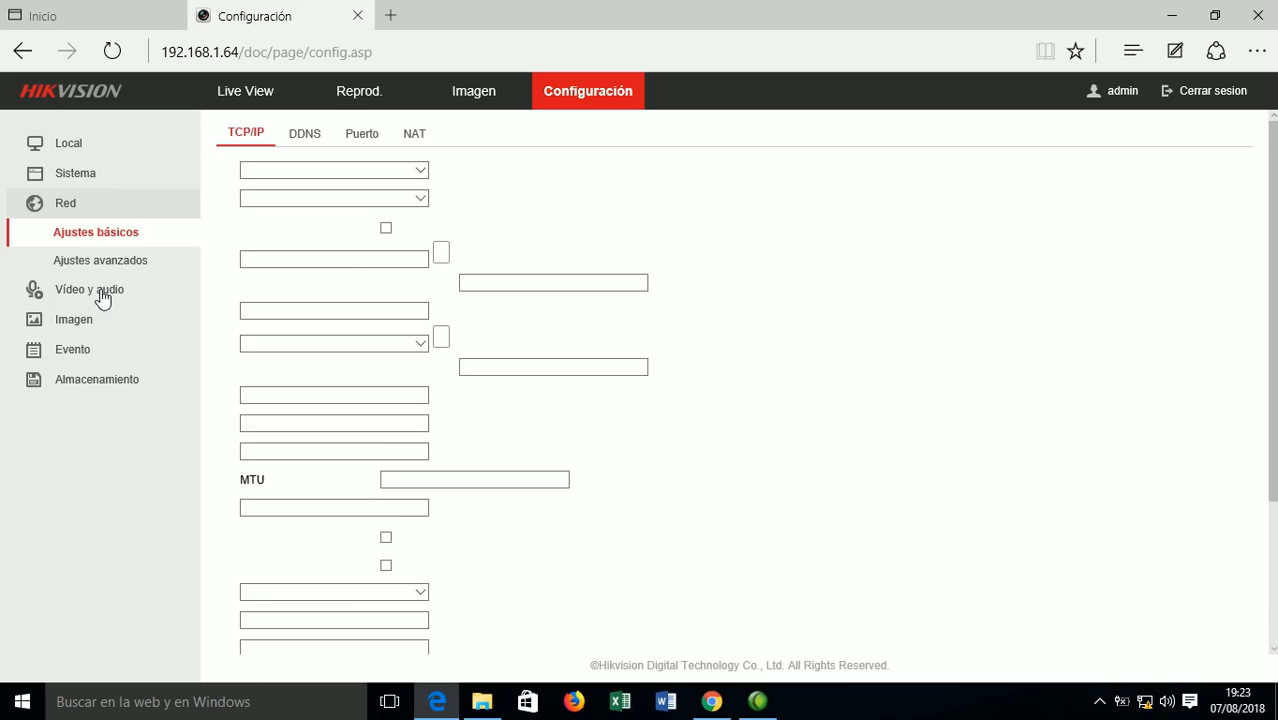 Inicio
Configuración
192.168.1.64/doc/page/config.asp
HIKVISION
Live View
Reprod.
Imagen
Configuración
admin
Cerrar sesion
Local
Sistema
Red
Ajustes básicos
Ajustes avanzados
Vídeo y audio
Imagen
Evento
Almacenamiento
TCP/IP
DDNS
Puerto
NAT
MTU
©Hikvision Digital Technology Co., Ltd. All Rights Reserved.
Buscar en la web y en Windows
19:23
07/08/2018